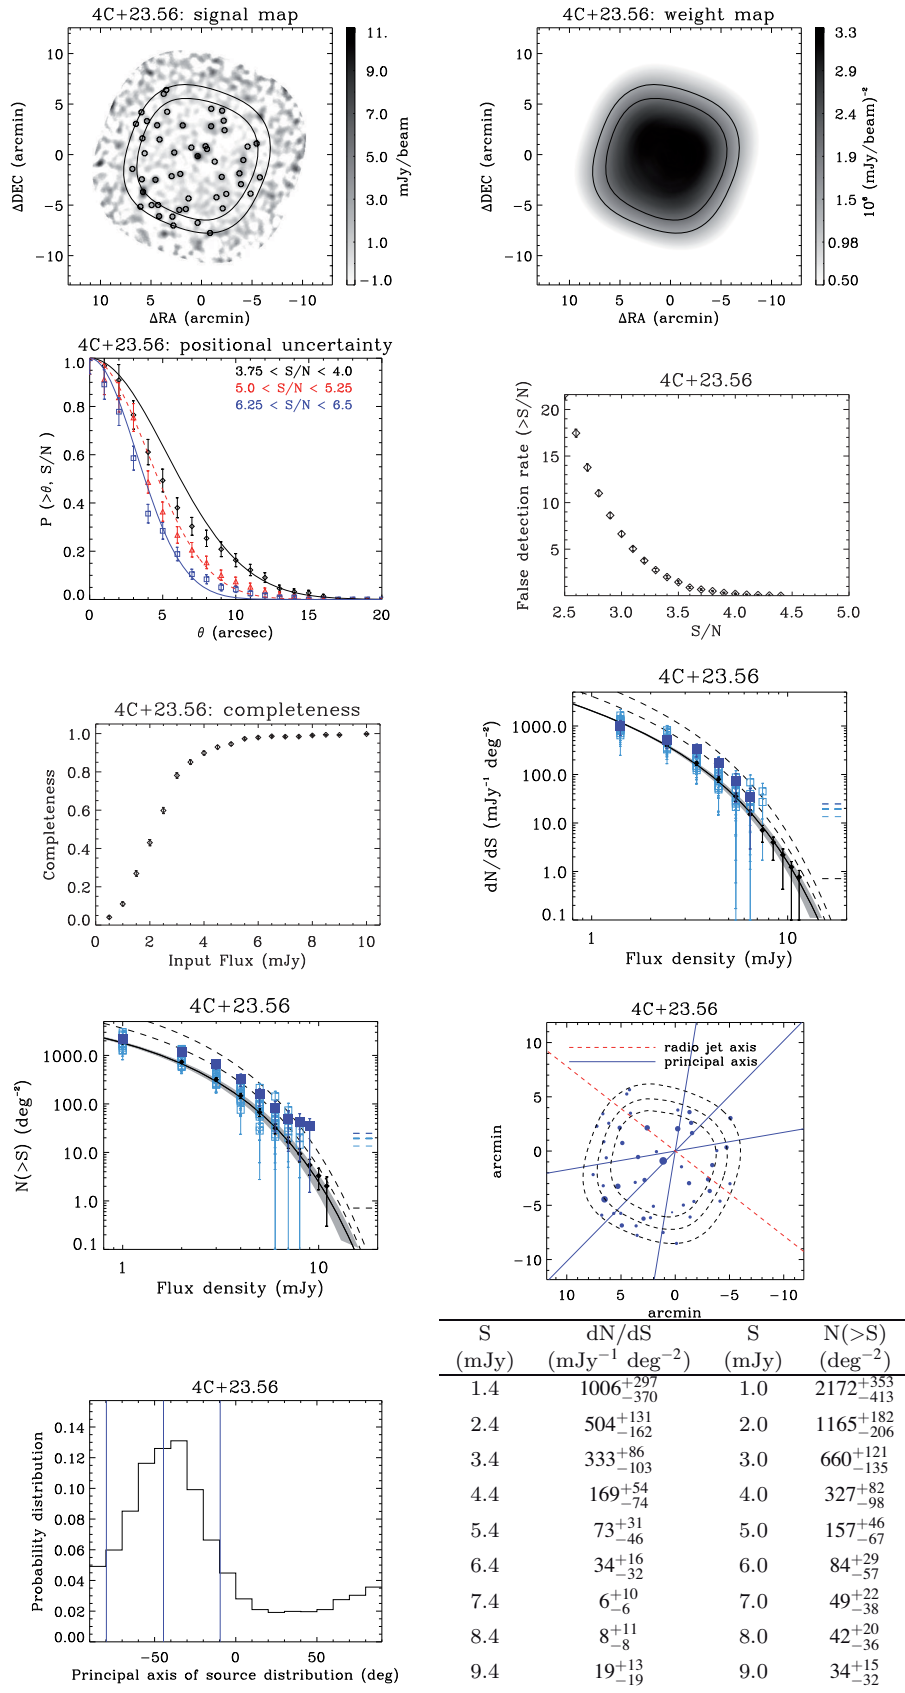 4C+23.56: signal map
10
5
0
−5
−10
ΔDEC (arcmin)
10 5 0 −5 −10
ΔRA (arcmin)
11.
9.0
7.0
5.0
3.0
1.0
−1.0
mJy/beam
4C+23.56: weight map
10
5
0
−5
−10
ΔDEC (arcmin)
10 5 0 −5 −10
ΔRA (arcmin)
3.3
2.9
2.4
1.9
1.5
0.98
0.50
10⁶ (mJy/beam)⁻²
4C+23.56: positional uncertainty
3.75 < S/N < 4.0
5.0 < S/N < 5.25
6.25 < S/N < 6.5
1.0
0.8
0.6
0.4
0.2
0.0
P (>θ, S/N )
0 5 10 15 20
θ (arcsec)
4C+23.56
20
15
10
5
False detection rate (>S/N)
2.5 3.0 3.5 4.0 4.5 5.0
S/N
4C+23.56: completeness
1.0
0.8
0.6
0.4
0.2
0.0
Completeness
0 2 4 6 8 10
Input Flux (mJy)
4C+23.56
1000.0
100.0
10.0
1.0
0.1
dN/dS (mJy⁻¹ deg⁻²)
1 10
Flux density (mJy)
4C+23.56
1000.0
100.0
10.0
1.0
0.1
N(>S) (deg⁻²)
1 10
Flux density (mJy)
4C+23.56
radio jet axis
principal axis
10
5
0
−5
−10
arcmin
10 5 0 −5 −10
arcmin
4C+23.56
0.14
0.12
0.10
0.08
0.06
0.04
0.02
0.00
Probability distribution
−50 0 50
Principal axis of source distribution (deg)
S dN/dS S N(>S)
(mJy) (mJy⁻¹ deg⁻²) (mJy) (deg⁻²)
1.4 1006+297−370 1.0 2172+353−413
2.4 504+131−162 2.0 1165+182−206
3.4 333+86−103 3.0 660+121−135
4.4 169+54−74 4.0 327+82−98
5.4 73+31−46 5.0 157+46−67
6.4 34+16−32 6.0 84+29−57
7.4 6+10−6 7.0 49+22−38
8.4 8+11−8 8.0 42+20−36
9.4 19+13−19 9.0 34+15−32